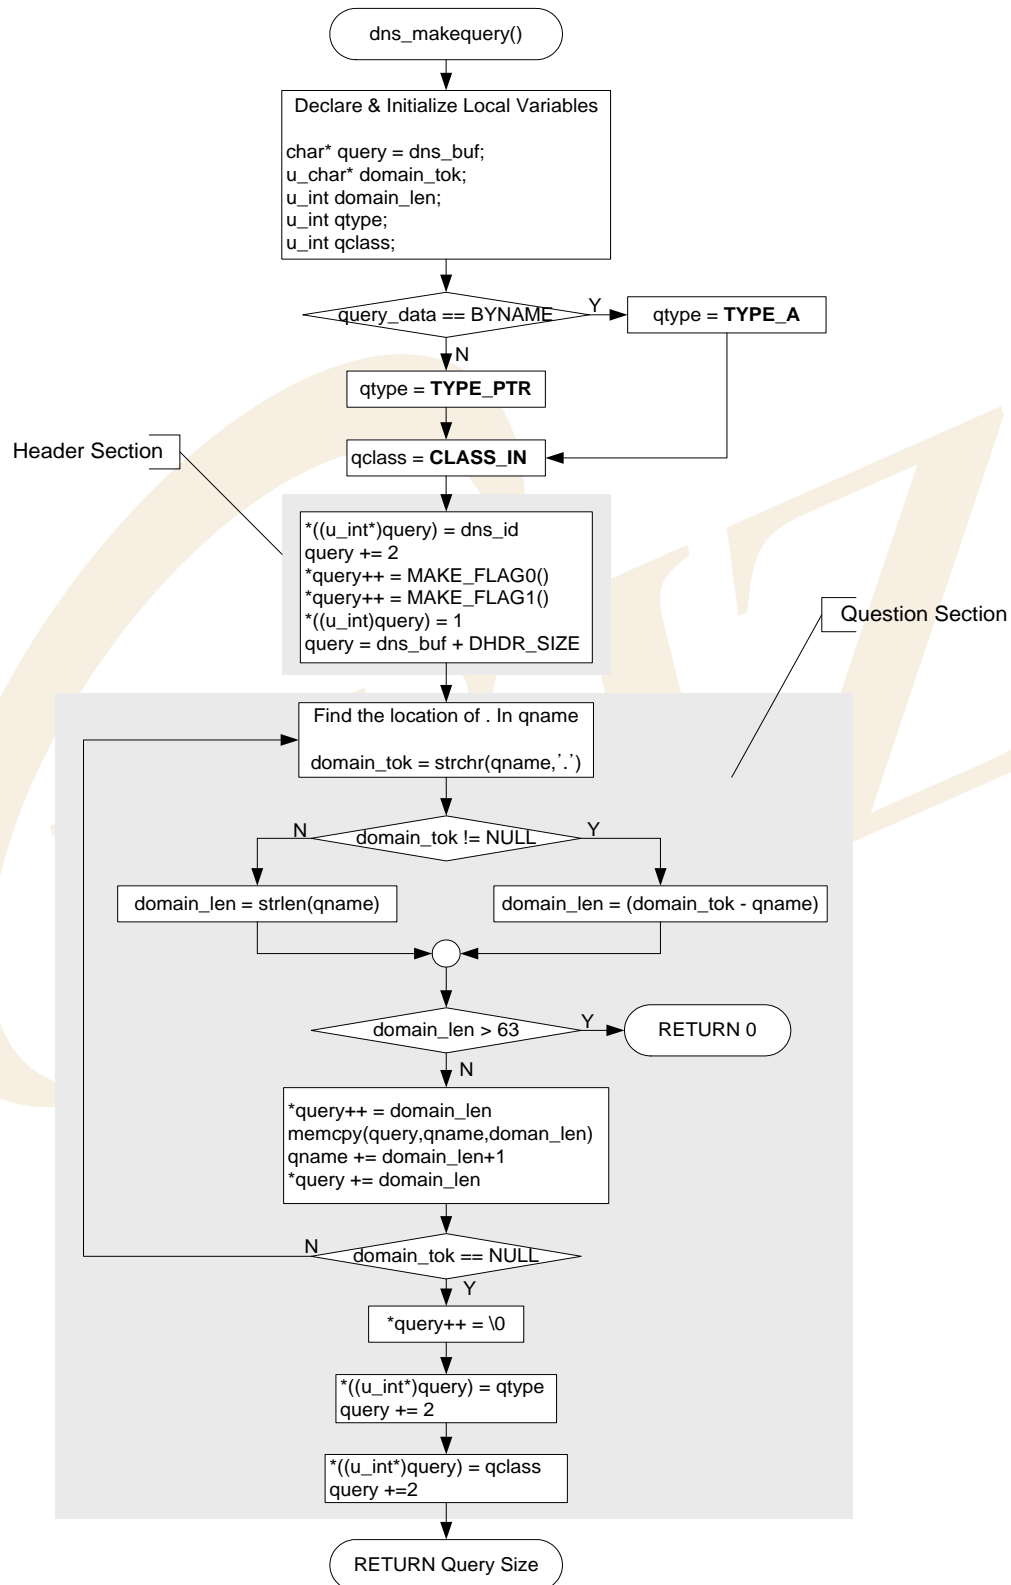 dns_makequery()
Declare & Initialize Local Variables
char* query = dns_buf;
u_char* domain_tok;
u_int domain_len;
u_int qtype;
u_int qclass;
query_data == BYNAME
Y
qtype = TYPE_A
N
qtype = TYPE_PTR
Header Section
qclass = CLASS_IN
*((u_int*)query) = dns_id
query += 2
*query++ = MAKE_FLAG0()
*query++ = MAKE_FLAG1()
*((u_int)query) = 1
query = dns_buf + DHDR_SIZE
Question Section
Find the location of . In qname
domain_tok = strchr(qname,'.')
N
domain_tok != NULL
Y
domain_len = strlen(qname)
domain_len = (domain_tok - qname)
domain_len > 63
Y
RETURN 0
N
*query++ = domain_len
memcpy(query,qname,doman_len)
qname += domain_len+1
*query += domain_len
N
domain_tok == NULL
Y
*query++ = \0
*((u_int*)query) = qtype
query += 2
*((u_int*)query) = qclass
query +=2
RETURN Query Size